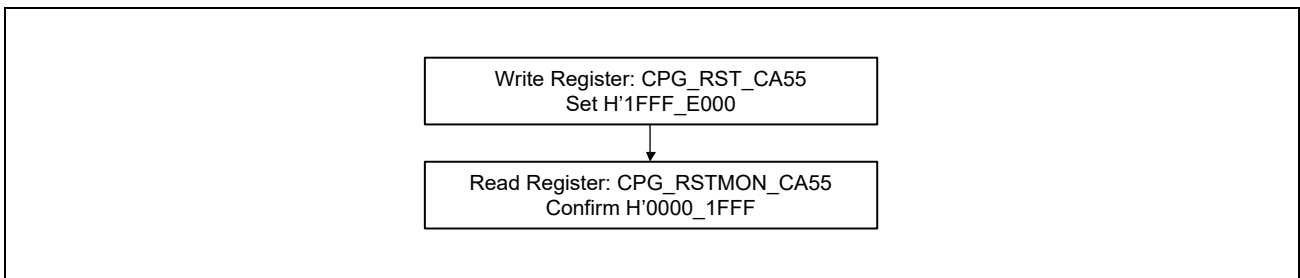 Write Register: CPG_RST_CA55
Set H’1FFF_E000
Read Register: CPG_RSTMON_CA55
Confirm H’0000_1FFF